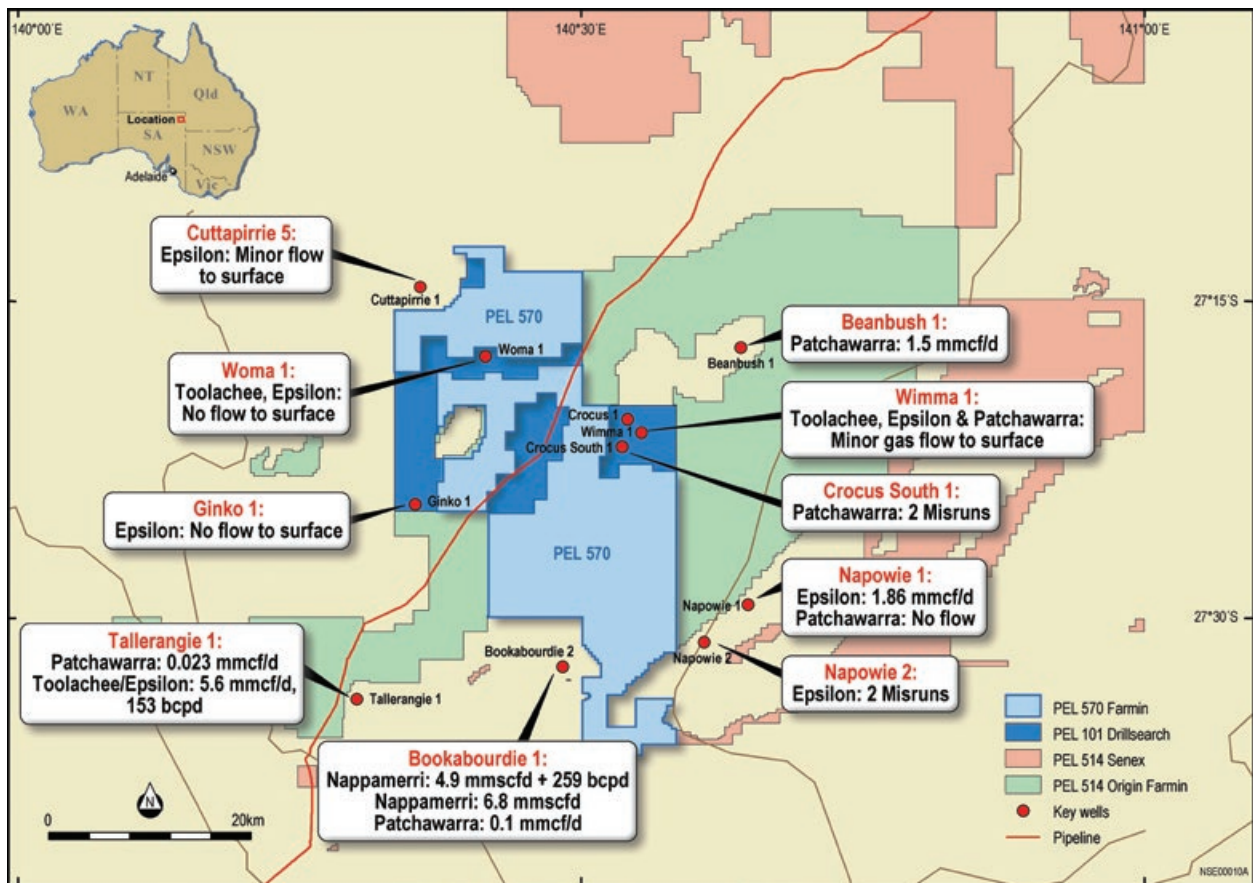 140°00´E
140°30´E
141°00´E
NT
Qld
WA
Location
SA
NSW
Adelaide
Vic
Cuttapirrie 5:
Epsilon: Minor flow
to surface
Cuttapirrie 1
PEL 570
27°15´S
Beanbush 1:
Patchawarra: 1.5 mmcf/d
Beanbush 1
Woma 1
Woma 1:
Toolachee, Epsilon:
No flow to surface
Wimma 1:
Toolachee, Epsilon & Patchawarra:
Minor gas flow to surface
Crocus 1
Wimma 1
Crocus South 1
Crocus South 1:
Patchawarra: 2 Misruns
Ginko 1:
Epsilon: No flow to surface
Ginko 1
PEL 570
Napowie 1:
Epsilon: 1.86 mmcf/d
Patchawarra: No flow
Napowie 1
27°30´S
Tallerangie 1:
Patchawarra: 0.023 mmcf/d
Toolachee/Epsilon: 5.6 mmcf/d,
153 bcpd
Tallerangie 1
Bookabourdie 2
Napowie 2
Napowie 2:
Epsilon: 2 Misruns
Bookabourdie 1:
Nappamerri: 4.9 mmscfd + 259 bcpd
Nappamerri: 6.8 mmscfd
Patchawarra: 0.1 mmcf/d
N
0
20km
PEL 570 Farmin
PEL 101 Drillsearch
PEL 514 Senex
PEL 514 Origin Farmin
Key wells
Pipeline
NSE00010A